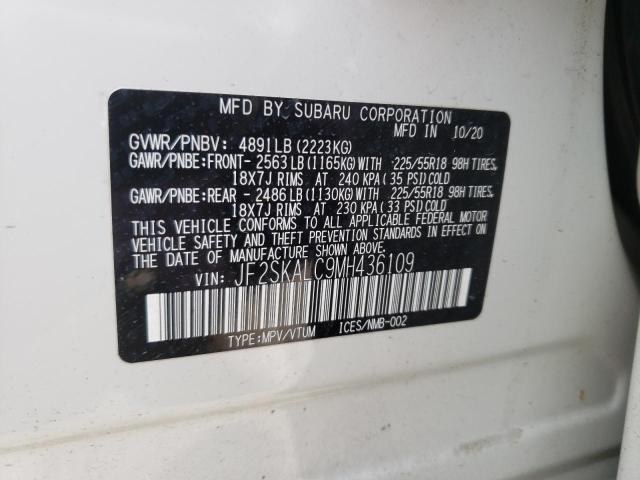 MFD BY SUBARU CORPORATION
MFD IN 10/20
GVWR/PNBV: 4891LB (2223KG)
GAWR/PNBE:FRONT- 2563LB (1165KG)WITH 225/55R18 98H TIRES,
18X7J RIMS AT 240 KPA (35 PSI)COLD
GAWR/PNBE:REAR - 2486LB (1130KG)WITH 225/55R18 98H TIRES,
18X7J RIMS AT 230 KPA (33 PSI)COLD
THIS VEHICLE CONFORMS TO ALL APPLICABLE FEDERAL MOTOR
VEHICLE SAFETY AND THEFT PREVENTION STANDARDS IN EFFECT ON
THE DATE OF MANUFACTURE SHOWN ABOVE.
VIN: JF2SKALC9MH436109
TYPE:MPV/VTUM ICES/NMB-002